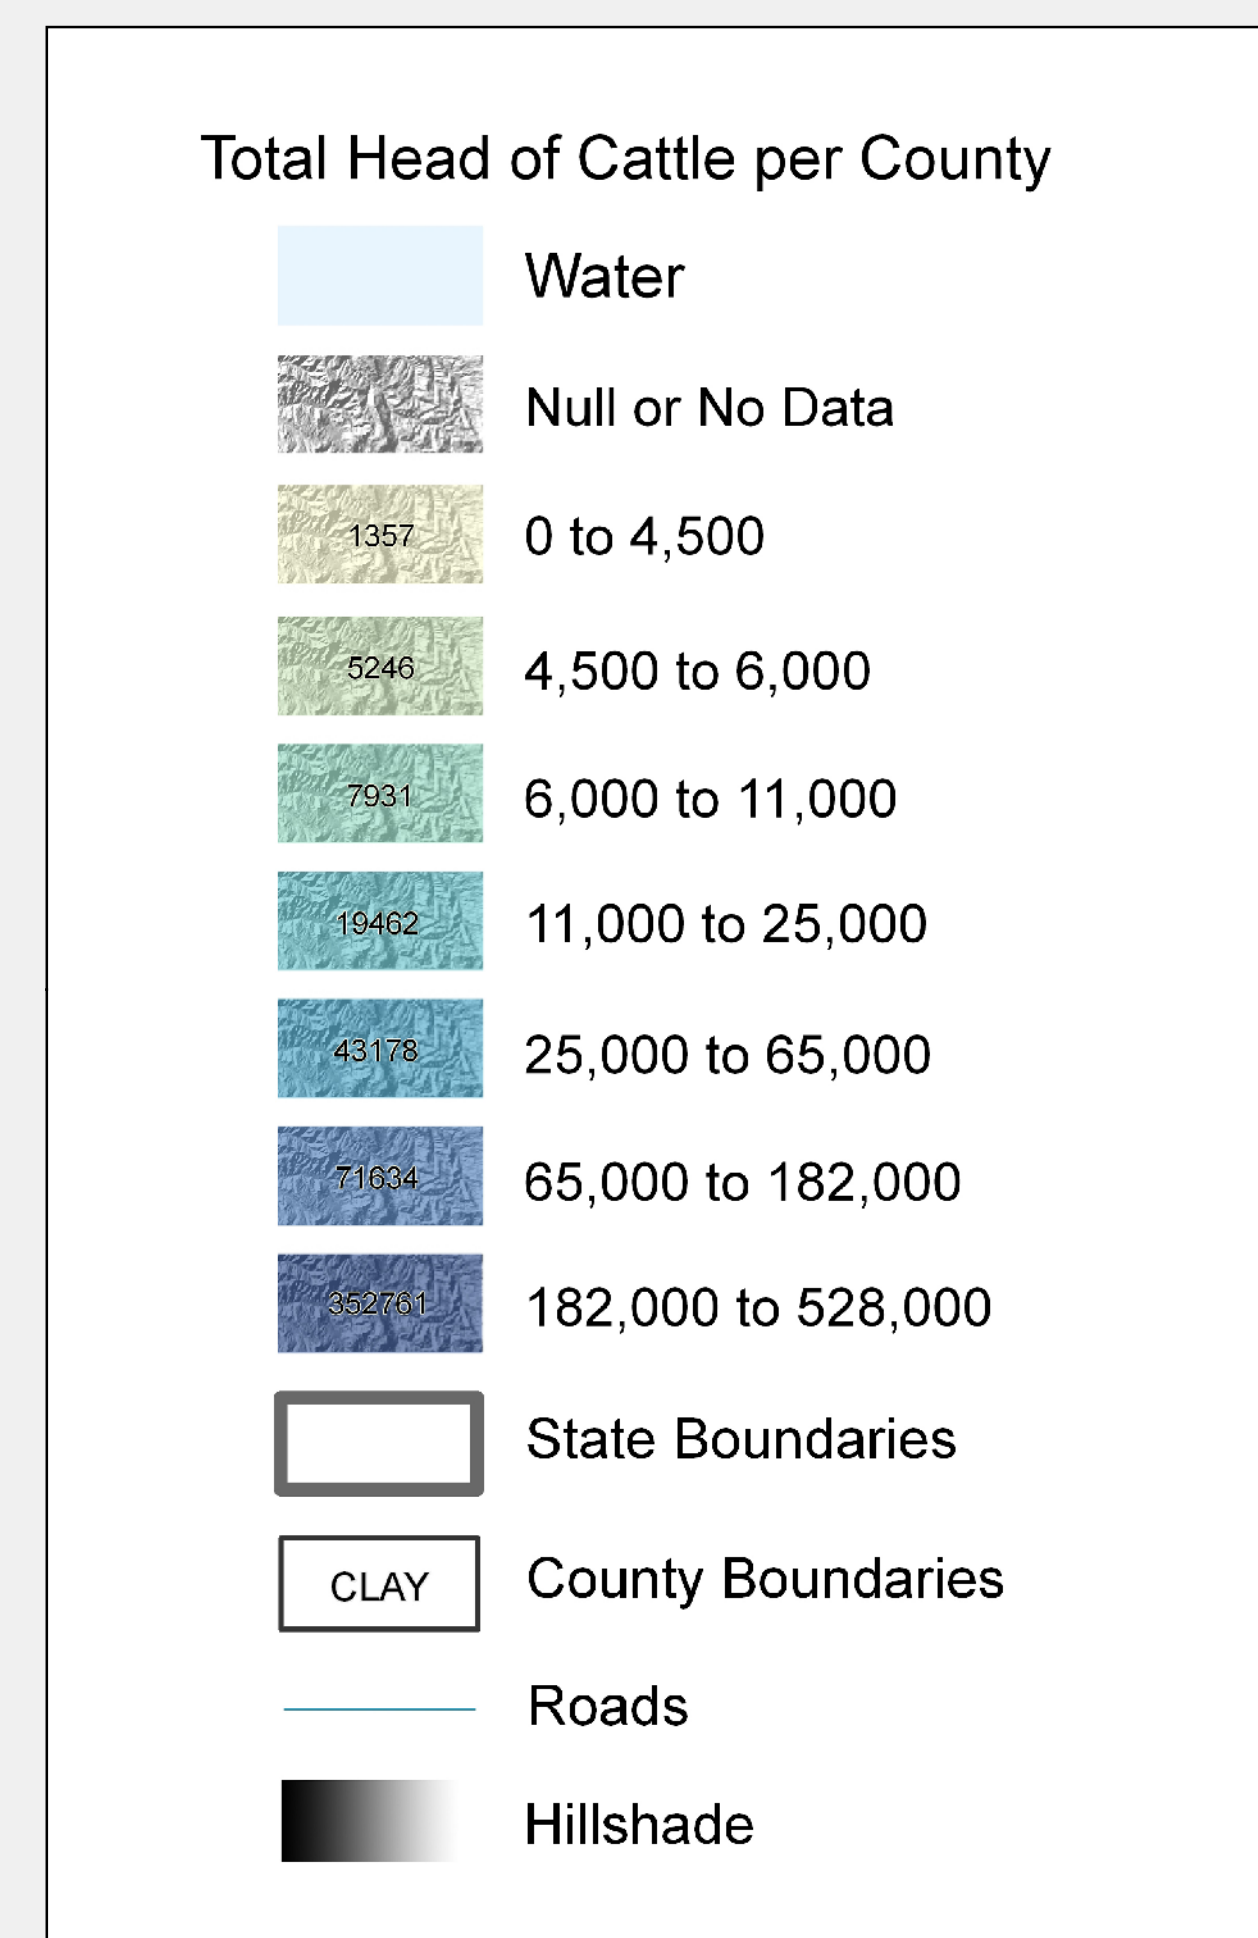 Total Head of Cattle per County
Water
Null or No Data
1357 0 to 4,500
5246 4,500 to 6,000
7931 6,000 to 11,000
19462 11,000 to 25,000
43178 25,000 to 65,000
71634 65,000 to 182,000
352761 182,000 to 528,000
State Boundaries
CLAY County Boundaries
Roads
Hillshade